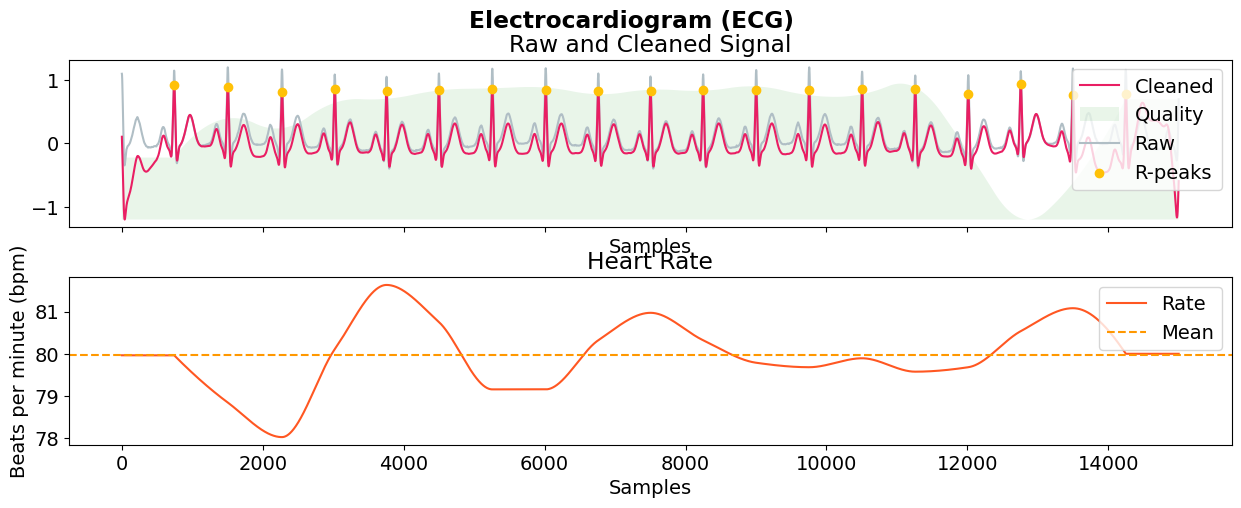 Electrocardiogram (ECG)
Raw and Cleaned Signal
1
0
−1
Cleaned
Quality
Raw
R-peaks
Samples
Heart Rate
Beats per minute (bpm)
81
80
79
78
Rate
Mean
0 2000 4000 6000 8000 10000 12000 14000
Samples